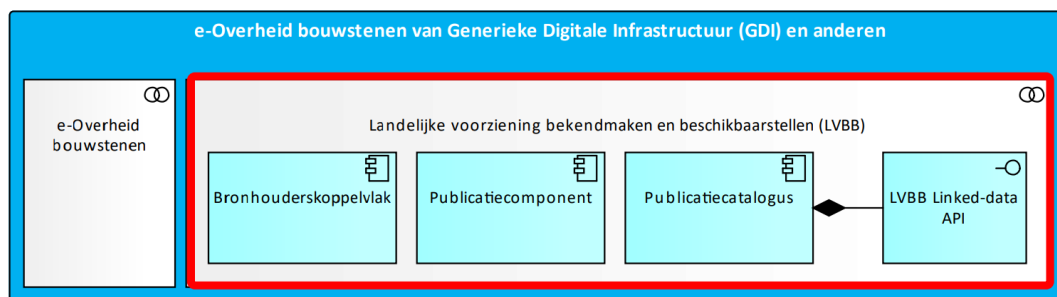 e-Overheid bouwstenen van Generieke Digitale Infrastructuur (GDI) en anderen
e-Overheid
bouwstenen
Landelijke voorziening bekendmaken en beschikbaarstellen (LVBB)
Bronhouderskoppelvlak
Publicatiecomponent
Publicatiecatalogus
LVBB Linked-data
API